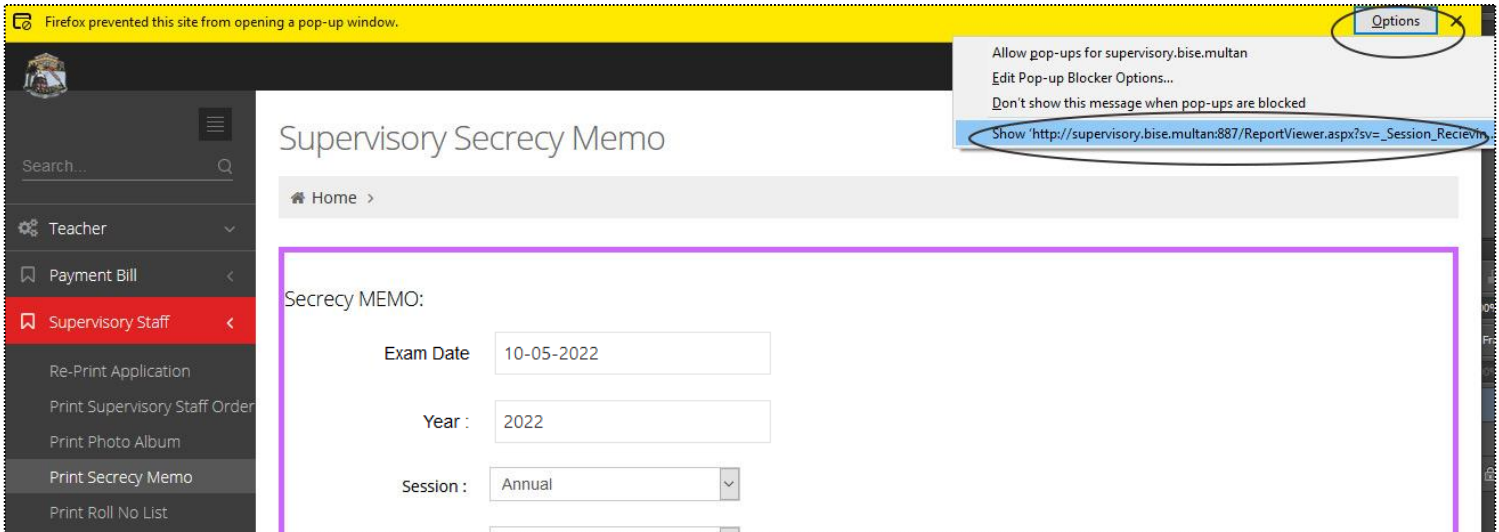 Firefox prevented this site from opening a pop-up window.
Options
Allow pop-ups for supervisory.bise.multan
Edit Pop-up Blocker Options...
Don't show this message when pop-ups are blocked
Show 'http://supervisory.bise.multan:887/ReportViewer.aspx?sv=_Session_Recievin...
Supervisory Secrecy Memo
Search...
Home >
Teacher
Payment Bill
Supervisory Staff
Re-Print Application
Print Supervisory Staff Order
Print Photo Album
Print Secrecy Memo
Print Roll No List
Secrecy MEMO:
Exam Date 10-05-2022
Year : 2022
Session : Annual